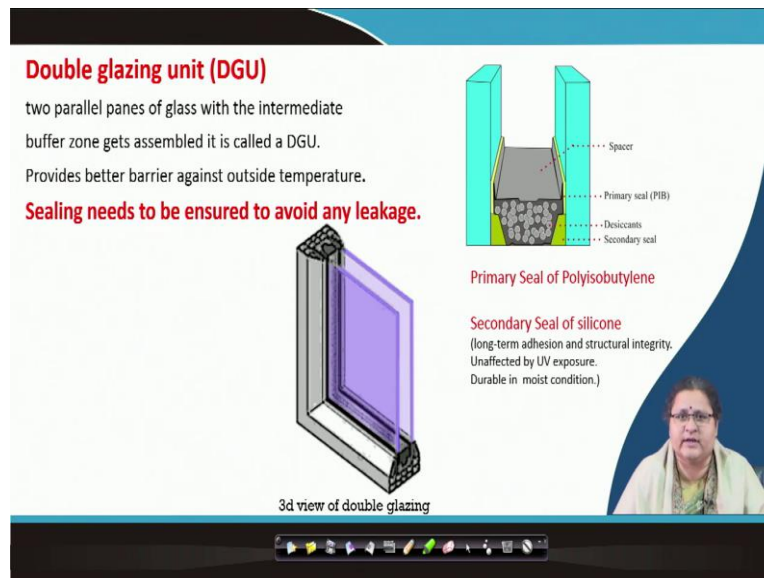 Double glazing unit (DGU)
two parallel panes of glass with the intermediate
buffer zone gets assembled it is called a DGU.
Provides better barrier against outside temperature.
Sealing needs to be ensured to avoid any leakage.
3d view of double glazing
Spacer
Primary seal (PIB)
Desiccants
Secondary seal
Primary Seal of Polyisobutylene
Secondary Seal of silicone
(long-term adhesion and structural integrity.
Unaffected by UV exposure.
Durable in moist condition.)